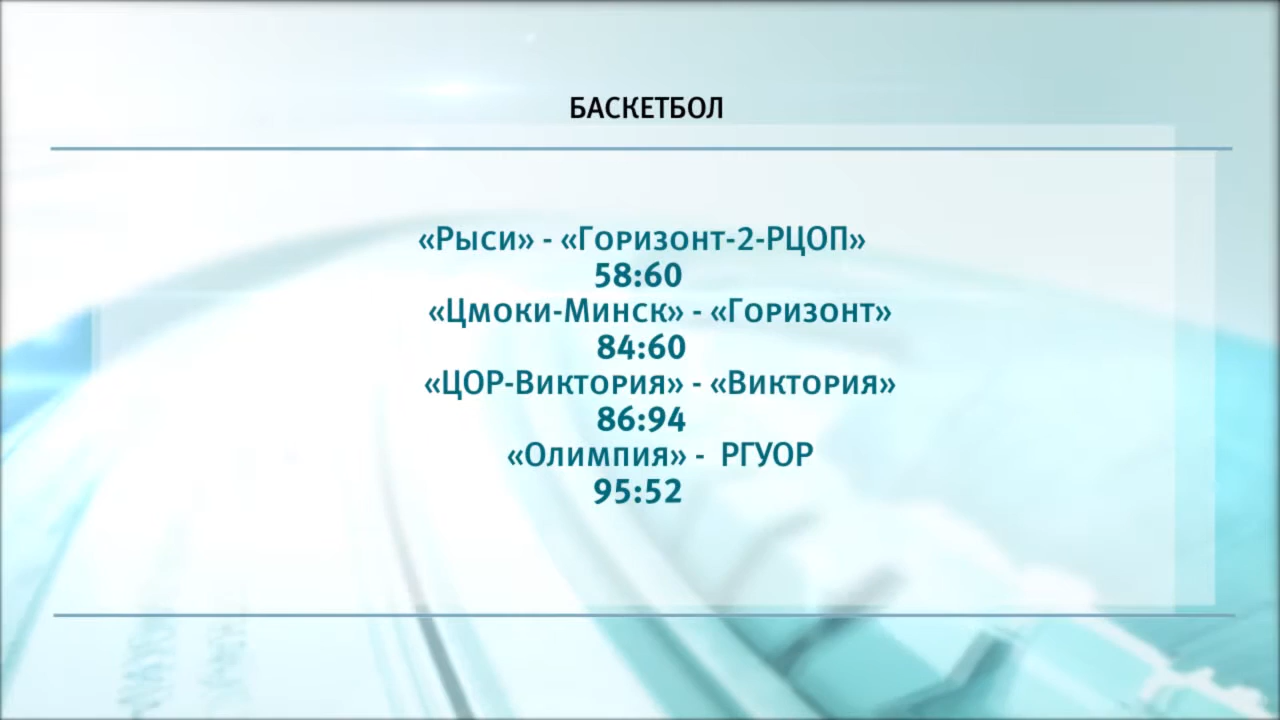 БАСКЕТБОЛ
«Рыси» - «Горизонт-2-РЦОП»
58:60
«Цмоки-Минск» - «Горизонт»
84:60
«ЦОР-Виктория» - «Виктория»
86:94
«Олимпия» - РГУОР
95:52